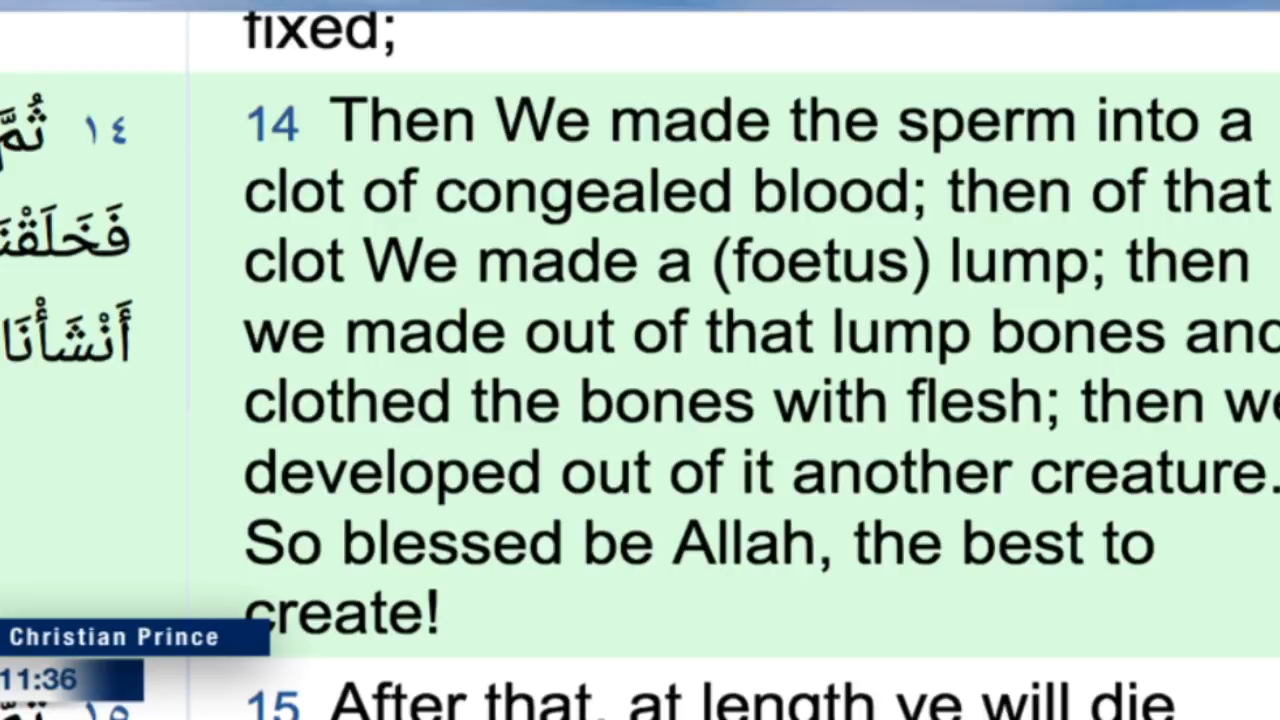 fixed;
14 Then We made the sperm into a
clot of congealed blood; then of that
clot We made a (foetus) lump; then
we made out of that lump bones and
clothed the bones with flesh; then we
developed out of it another creature.
So blessed be Allah, the best to
create!
15 After that, at length ye will die
١٤ ثُمَّ
فَخَلَقْنَا
أَنْشَأْنَا
١٥ ثُمَّ
Christian Prince
11:36